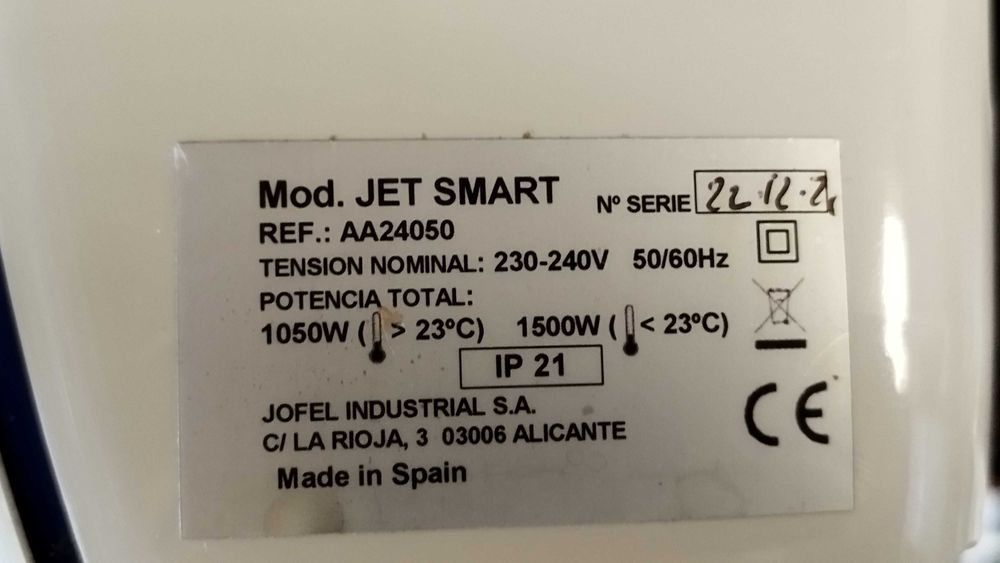 Mod. JET SMART
Nº SERIE 22·12·
REF.: AA24050
TENSION NOMINAL: 230-240V 50/60Hz
POTENCIA TOTAL:
1050W ( > 23ºC) 1500W ( < 23ºC)
IP 21
JOFEL INDUSTRIAL S.A.
CE
C/ LA RIOJA, 3 03006 ALICANTE
Made in Spain